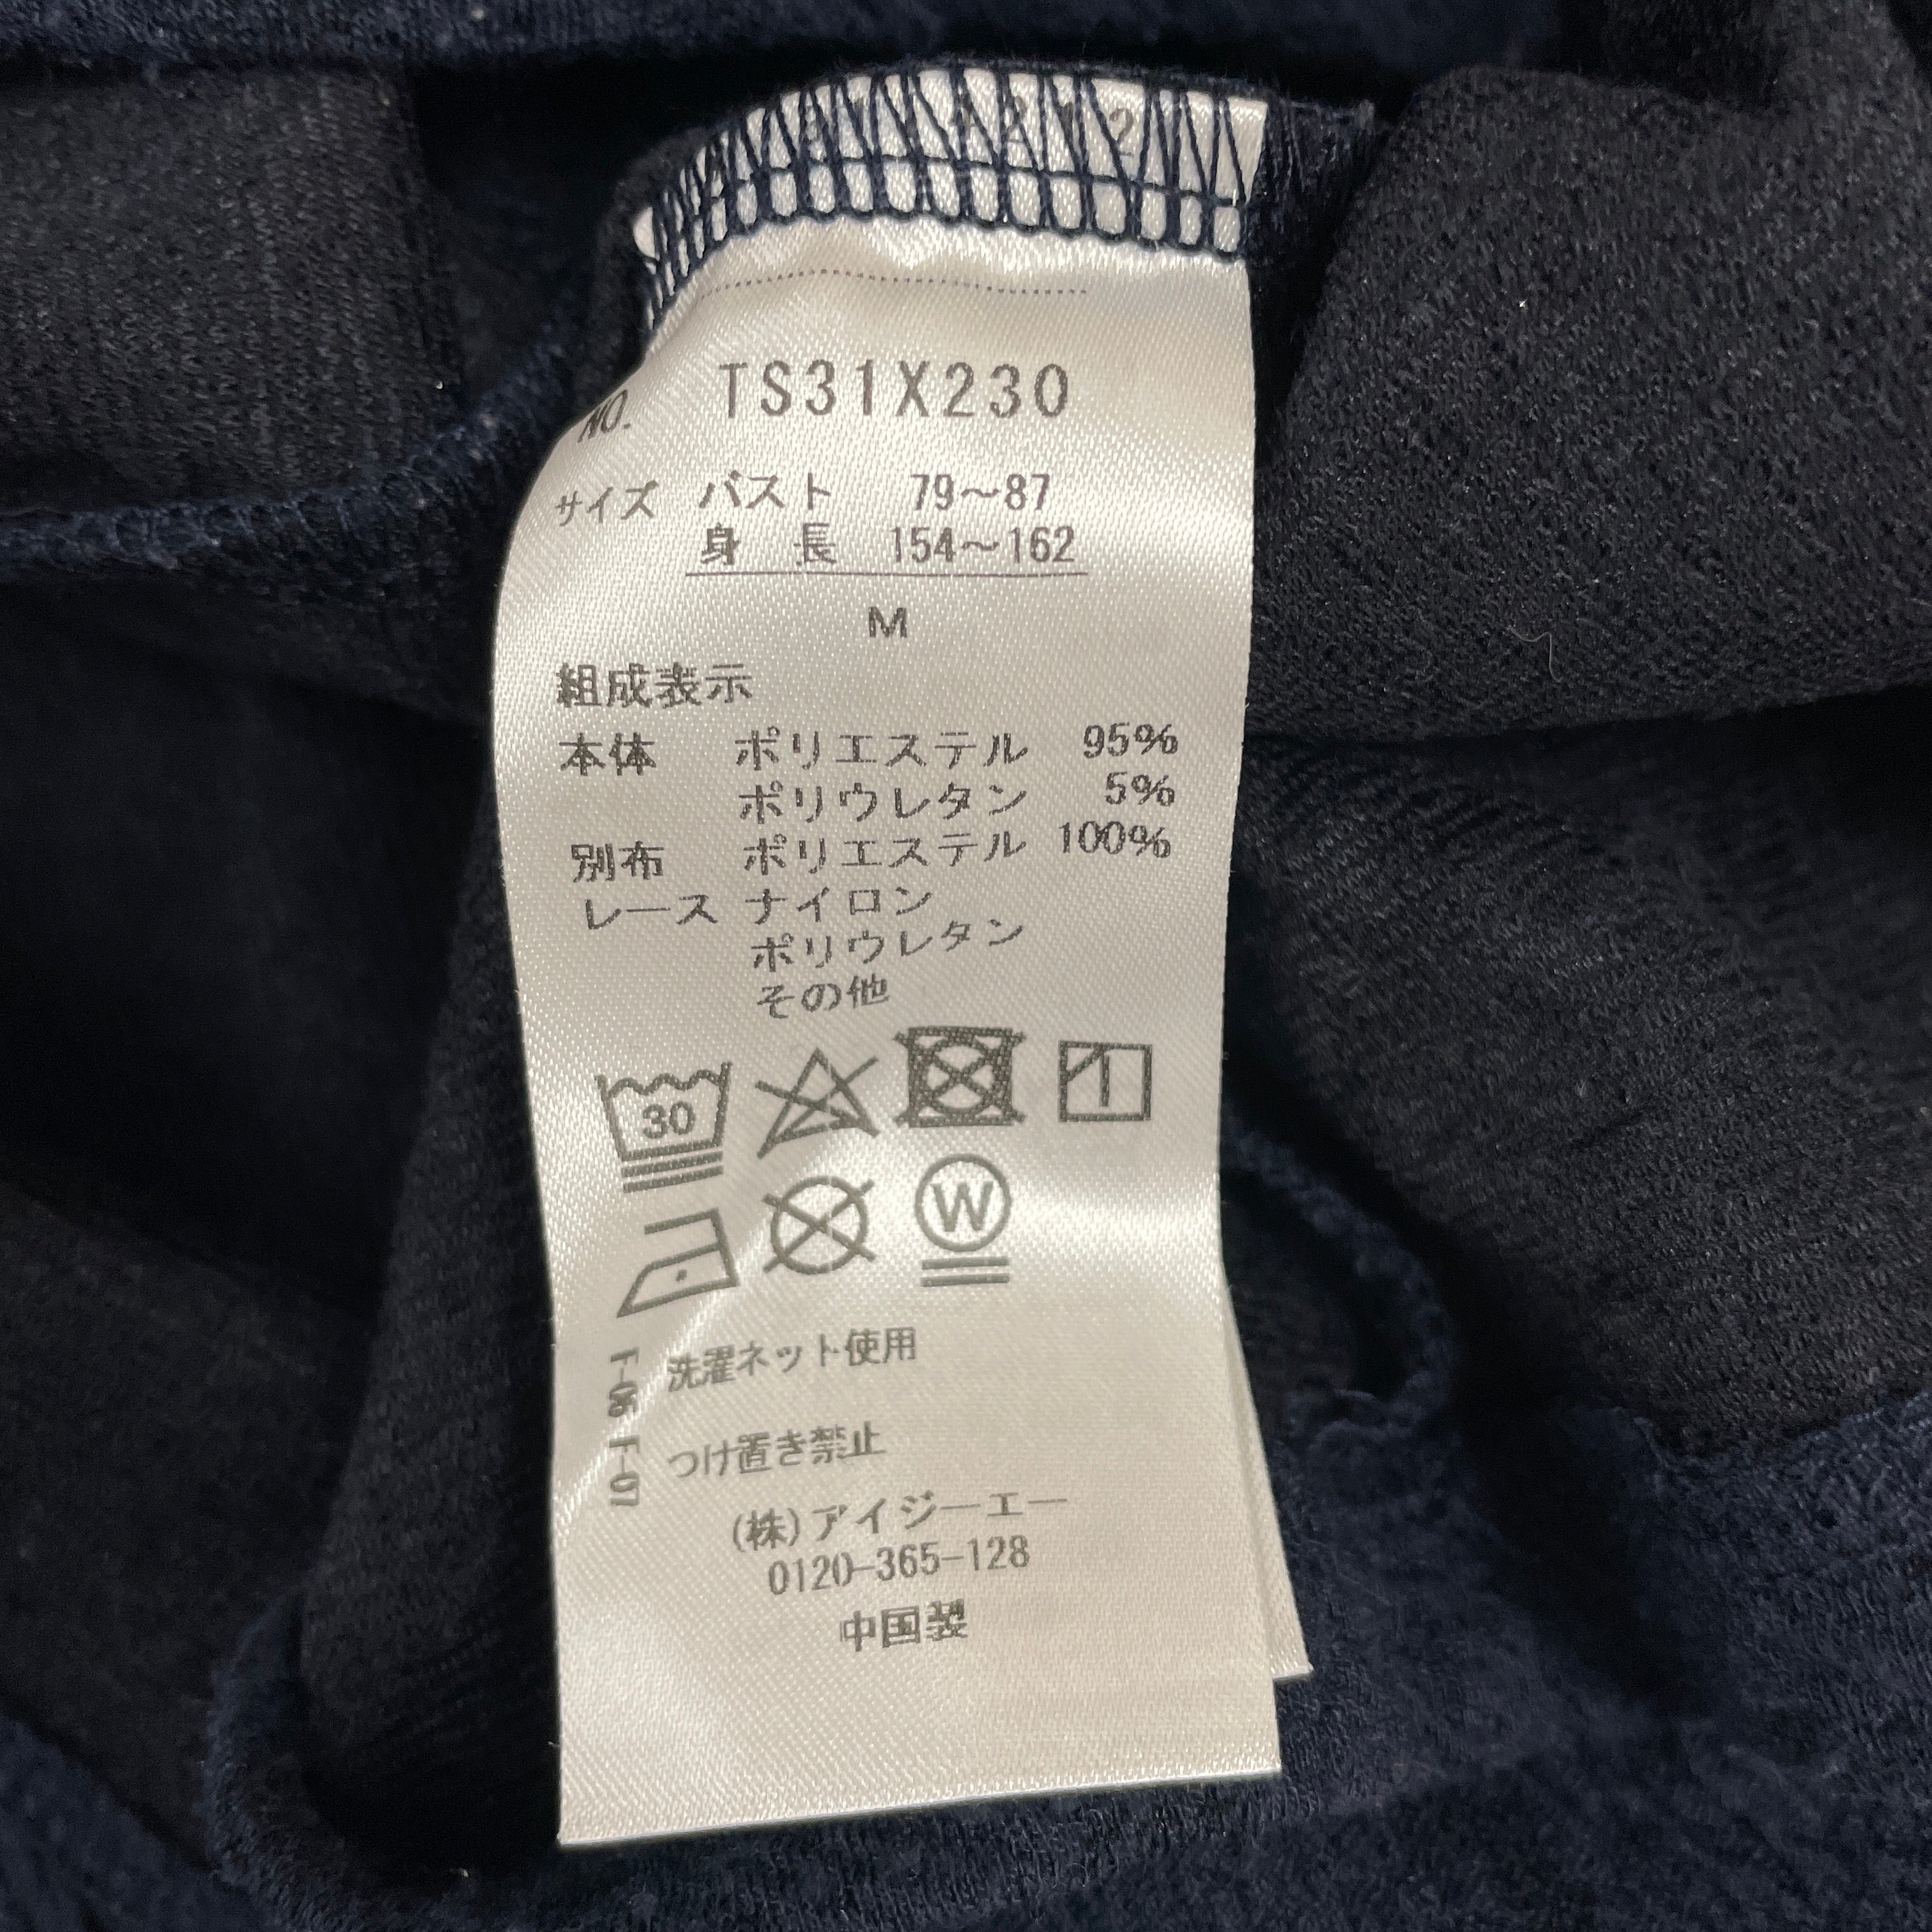 NO. TS31X230
サイズ バスト 79～87
身 長 154～162
M
組成表示
本体 ポリエステル 95%
ポリウレタン 5%
別布 ポリエステル 100%
レース ナイロン
ポリウレタン
その他
30
W
F-06 洗濯ネット使用
F-07 つけ置き禁止
(株)アイジーエー
0120-365-128
中国製